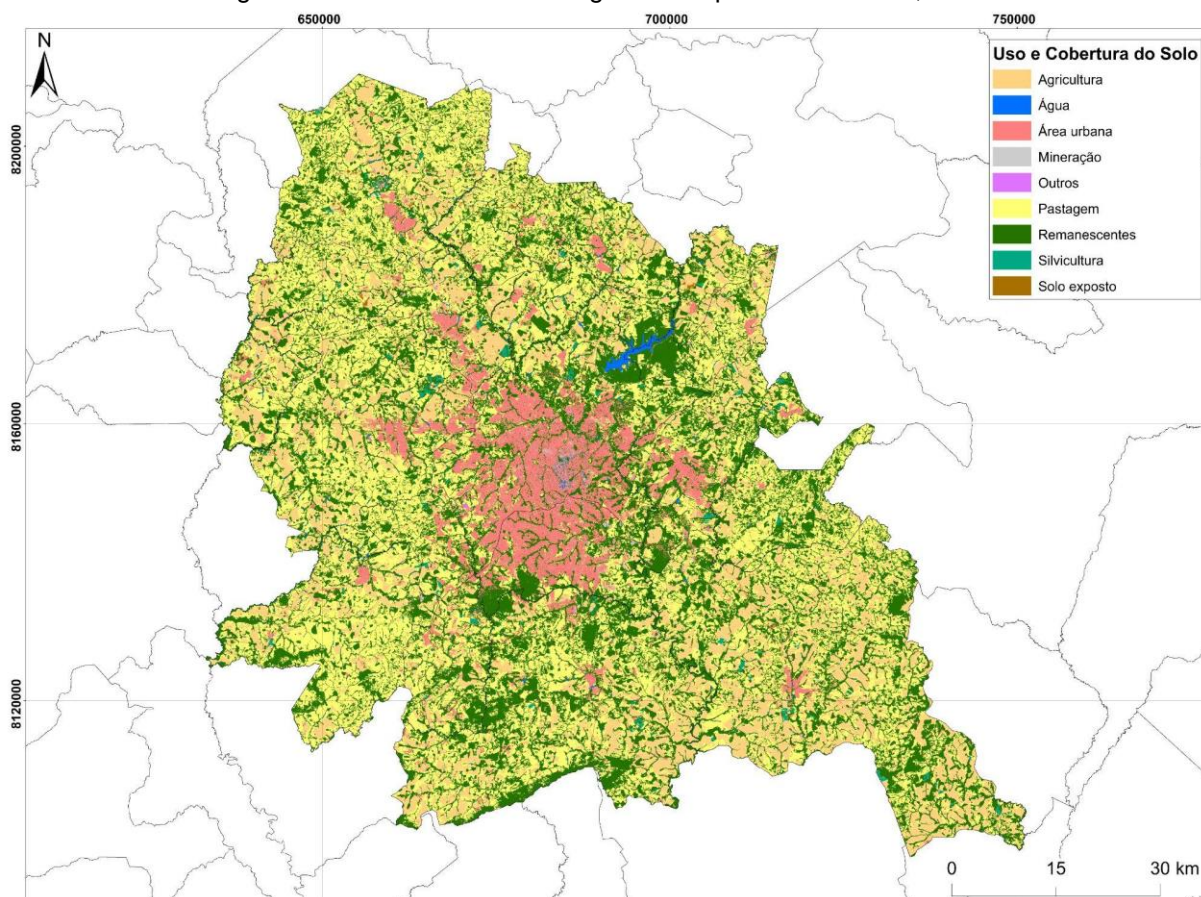 650000
700000
750000
N
Uso e Cobertura do Solo
Agricultura
Água
Área urbana
Mineração
Outros
Pastagem
Remanescentes
Silvicultura
Solo exposto
8200000
8160000
8120000
0 15 30 km